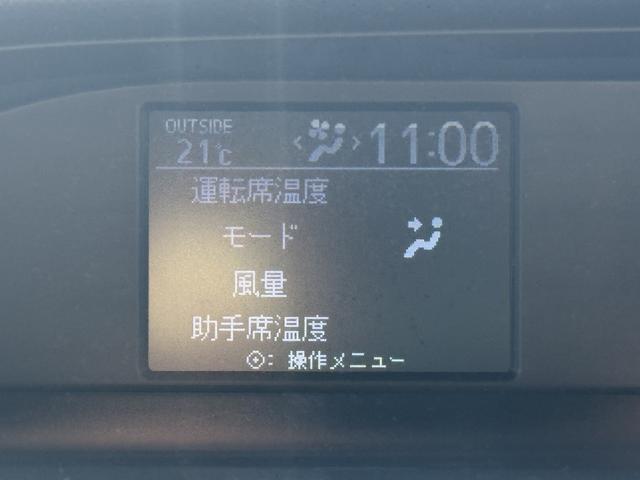 OUTSIDE 11:00
21℃
運転席温度
モード
風量
助手席温度
⊙: 操作メニュー